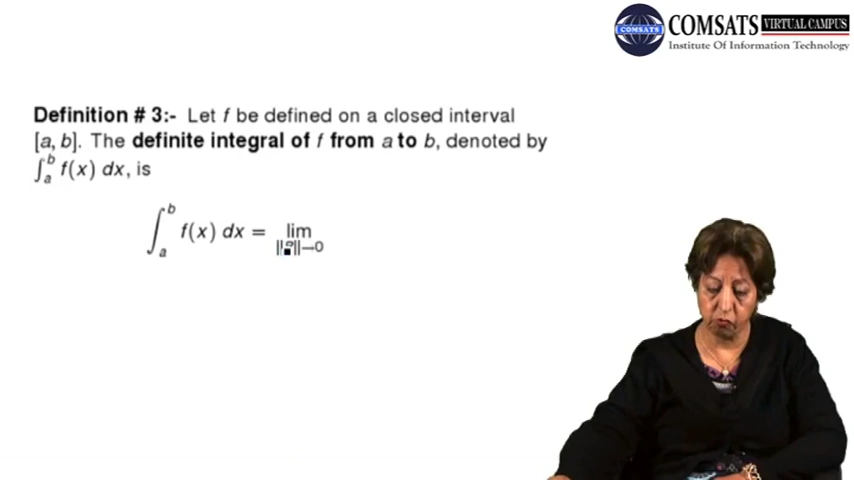 COMSATS
COMSATS VIRTUAL CAMPUS
Institute Of Information Technology
Definition # 3:- Let f be defined on a closed interval
[a, b]. The definite integral of f from a to b, denoted by
∫ₐᵇ f(x) dx, is
∫ₐᵇ f(x) dx = lim
|| ||→0